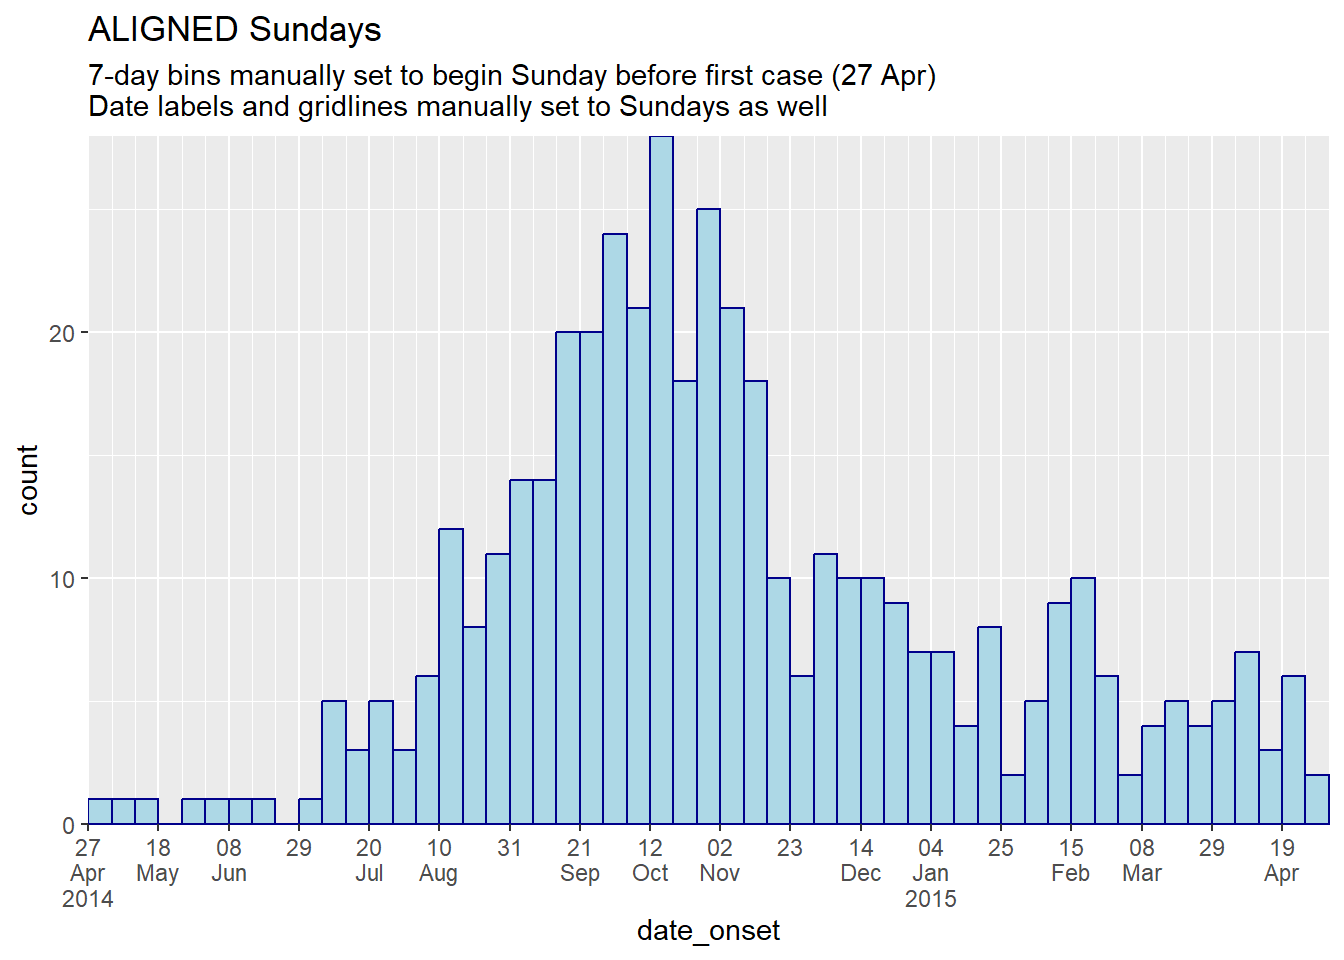 ALIGNED Sundays
7-day bins manually set to begin Sunday before first case (27 Apr)
Date labels and gridlines manually set to Sundays as well
count
20
10
0
27 18 08 29 20 10 31 21 12 02 23 14 04 25 15 08 29 19
Apr May Jun Jul Aug Sep Oct Nov Dec Jan Feb Mar Apr
2014 2015
date_onset